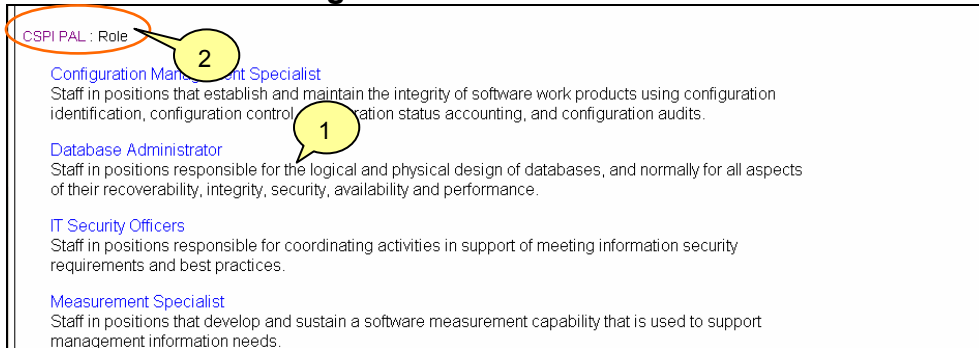 CSPI PAL : Role
2
Configuration Man nt Specialist
Staff in positions that establish and maintain the integrity of software work products using configuration
identification, configuration control ration status accounting, and configuration audits.
1
Database Administrator
Staff in positions responsible for the logical and physical design of databases, and normally for all aspects
of their recoverability, integrity, security, availability and performance.
IT Security Officers
Staff in positions responsible for coordinating activities in support of meeting information security
requirements and best practices.
Measurement Specialist
Staff in positions that develop and sustain a software measurement capability that is used to support
management information needs.